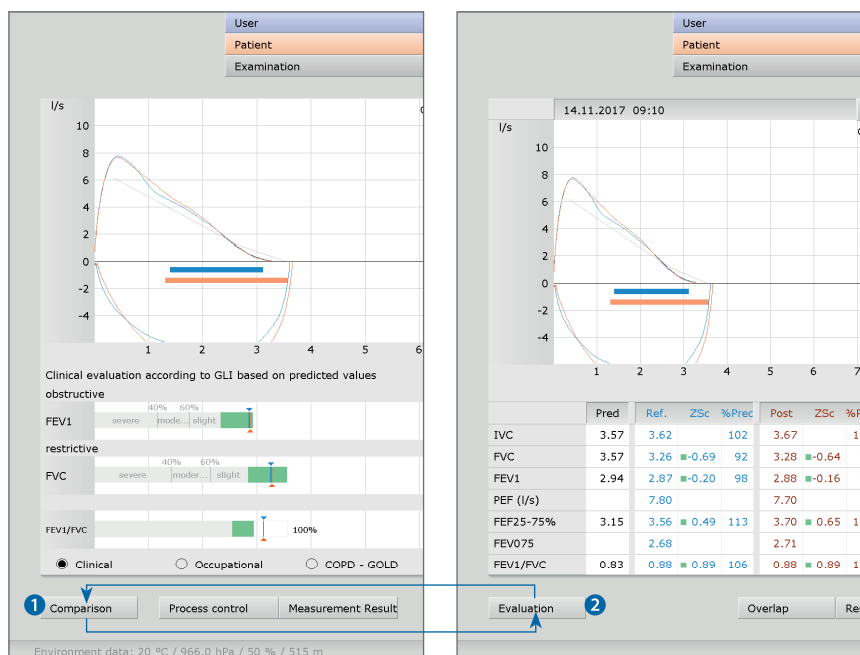 User
Patient
Examination
l/s
10
8
6
4
2
0
-2
-4
1 2 3 4 5 6
Clinical evaluation according to GLI based on predicted values
obstructive
40% 60%
FEV1 severe mode... slight
restrictive
40% 60%
FVC severe moder... slight
FEV1/FVC 100%
Clinical Occupational COPD - GOLD
1 Comparison Process control Measurement Result
Environment data: 20 ºC / 966.0 hPa / 50 % / 515 m
User
Patient
Examination
14.11.2017 09:10
l/s
10
8
6
4
2
0
-2
-4
1 2 3 4 5 6 7
Pred Ref. ZSc %Prec Post ZSc
IVC 3.57 3.62 102 3.67 1
FVC 3.57 3.26 -0.69 92 3.28 -0.64
FEV1 2.94 2.87 -0.20 98 2.88 -0.16
PEF (l/s) 7.80 7.70
FEF25-75% 3.15 3.56 0.49 113 3.70 0.65 1
FEV075 2.68 2.71
FEV1/FVC 0.83 0.88 0.89 106 0.88 0.89 1
Evaluation 2 Overlap Re